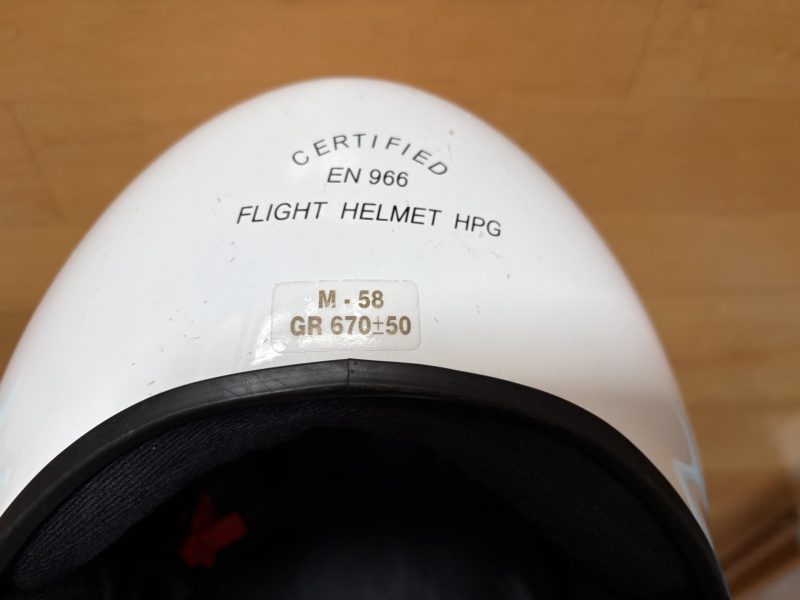 CERTIFIED
EN 966
FLIGHT HELMET HPG
M - 58
GR 670±50